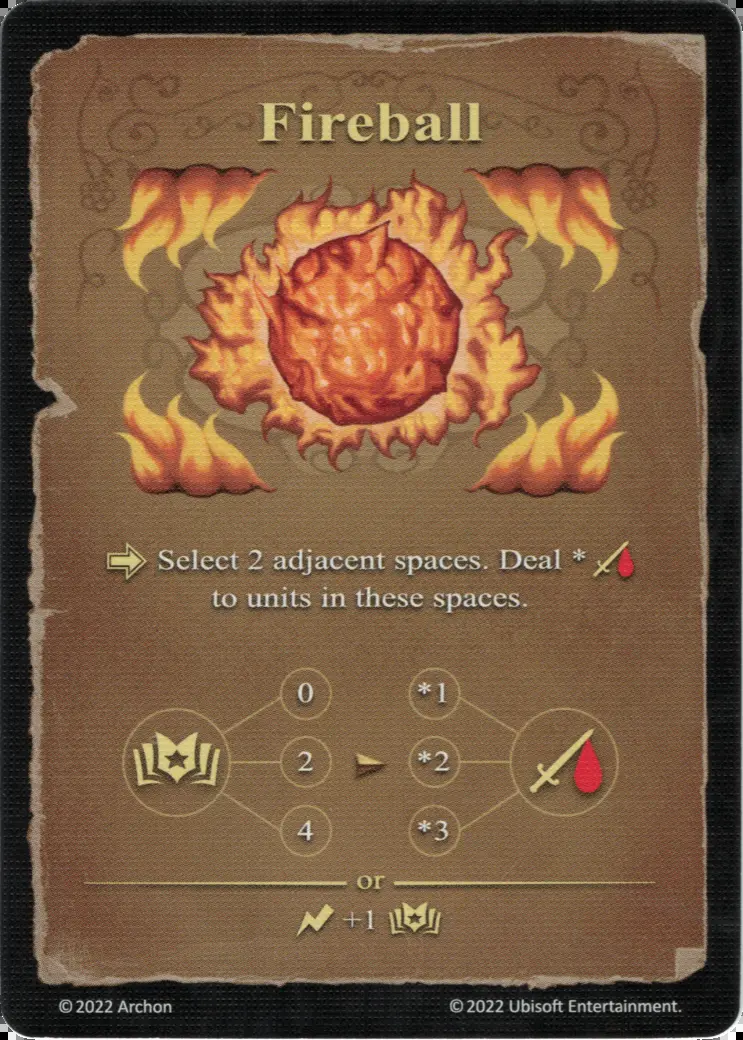 Fireball
Select 2 adjacent spaces. Deal *
to units in these spaces.
0 *1
2 *2
4 *3
or
+1
© 2022 Archon © 2022 Ubisoft Entertainment.